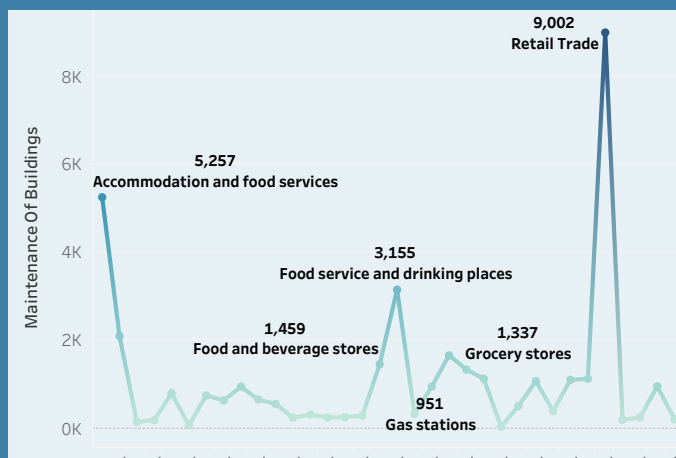 9,002
Retail Trade
8K
6K
5,257
Accommodation and food services
4K
3,155
Food service and drinking places
2K
1,459
Food and beverage stores
1,337
Grocery stores
951
Gas stations
0K
Maintenance Of Buildings